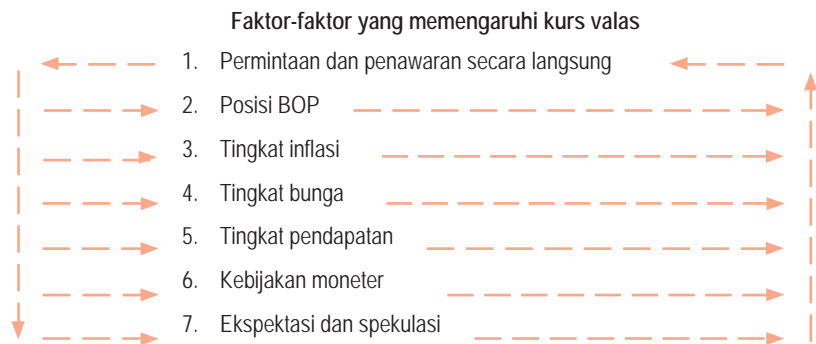 Faktor-faktor yang memengaruhi kurs valas
1. Permintaan dan penawaran secara langsung
2. Posisi BOP
3. Tingkat inflasi
4. Tingkat bunga
5. Tingkat pendapatan
6. Kebijakan moneter
7. Ekspektasi dan spekulasi